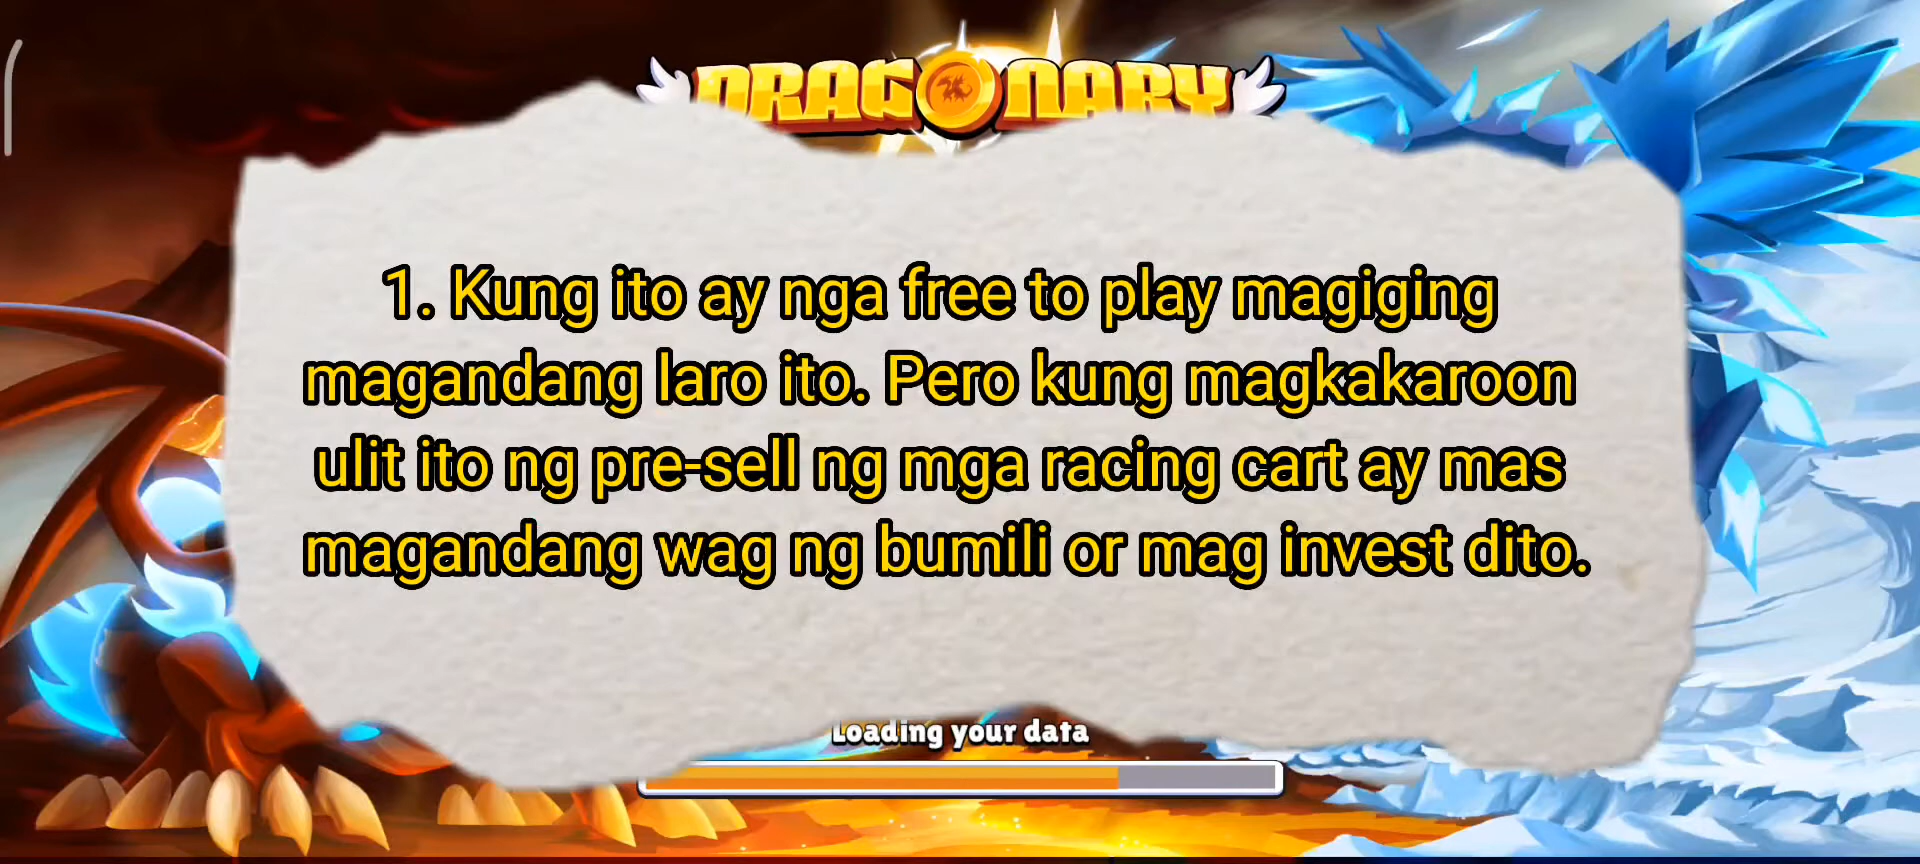 DRAGONARY
1. Kung ito ay nga free to play magiging
magandang laro ito. Pero kung magkakaroon
ulit ito ng pre-sell ng mga racing cart ay mas
magandang wag ng bumili or mag invest dito.
Loading your data